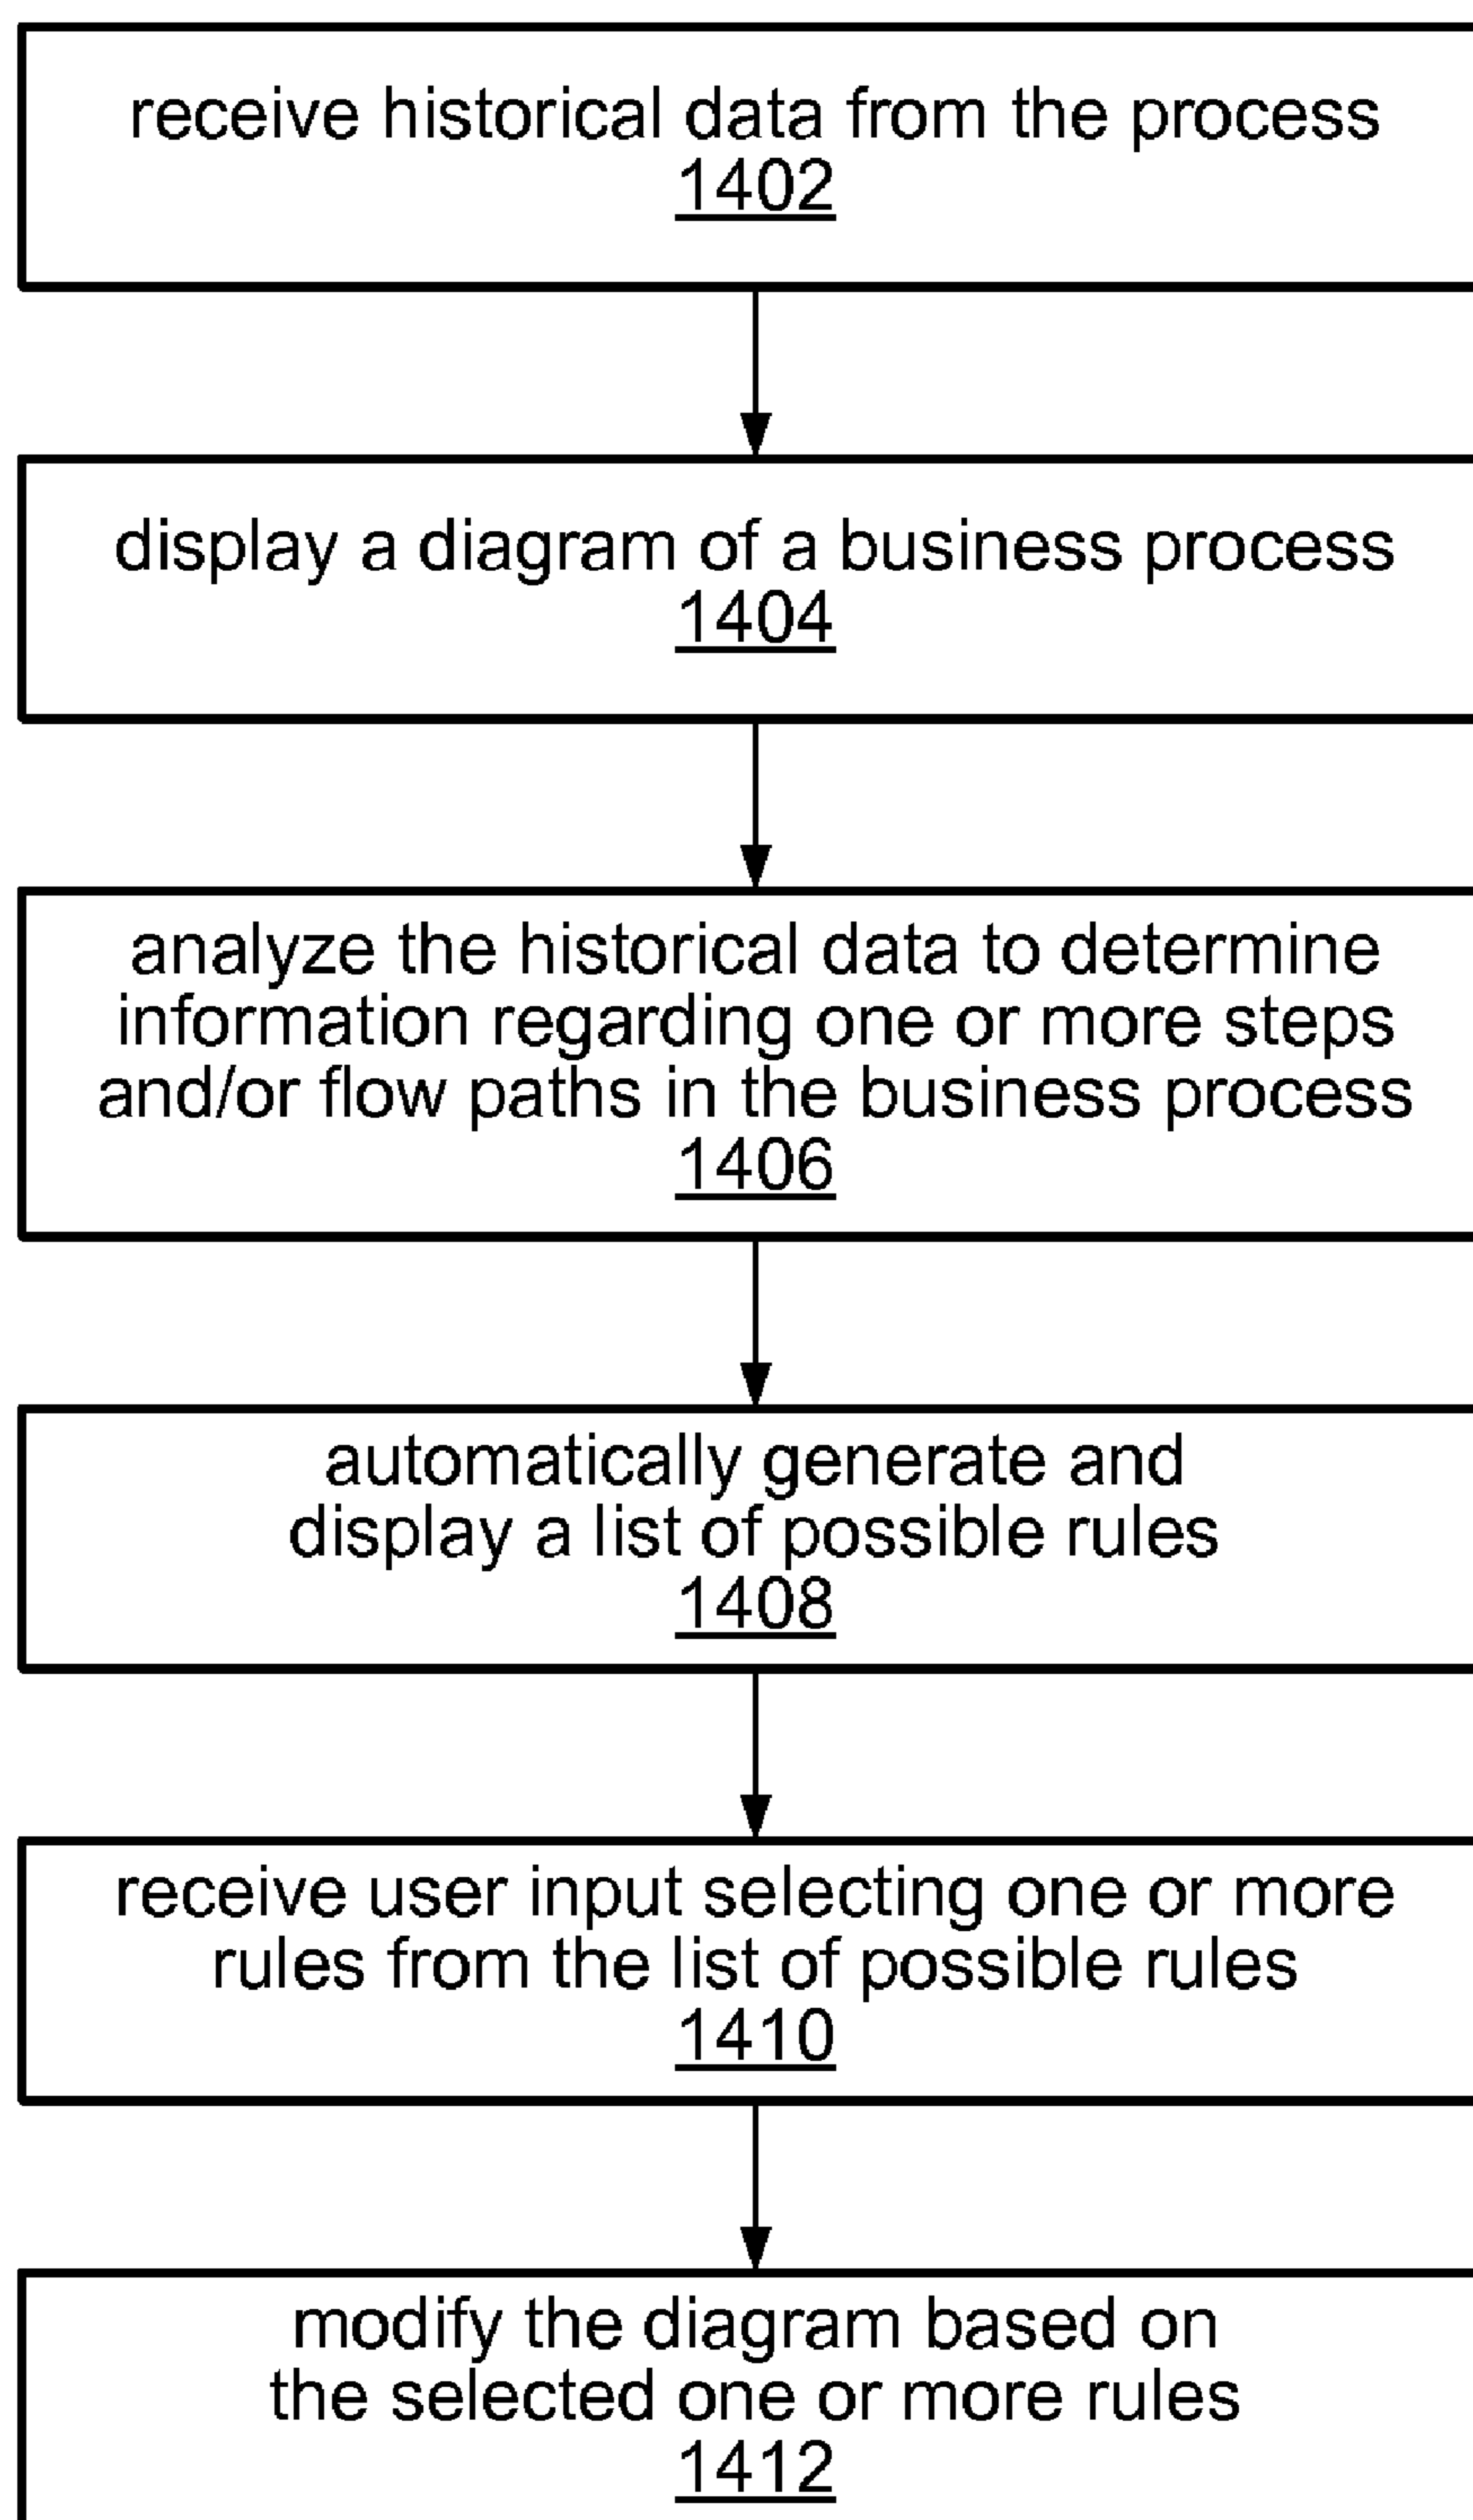 receive historical data from the process
1402
display a diagram of a business process
1404
analyze the historical data to determine
information regarding one or more steps
and/or flow paths in the business process
1406
automatically generate and
display a list of possible rules
1408
receive user input selecting one or more
rules from the list of possible rules
1410
modify the diagram based on
the selected one or more rules
1412